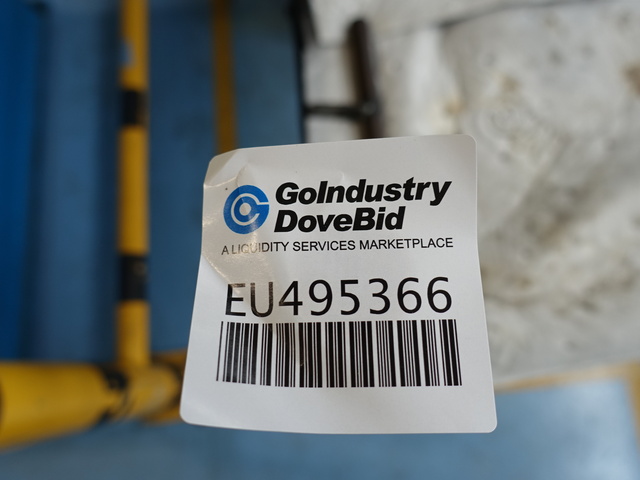 GoIndustry
DoveBid
A LIQUIDITY SERVICES MARKETPLACE
EU495366